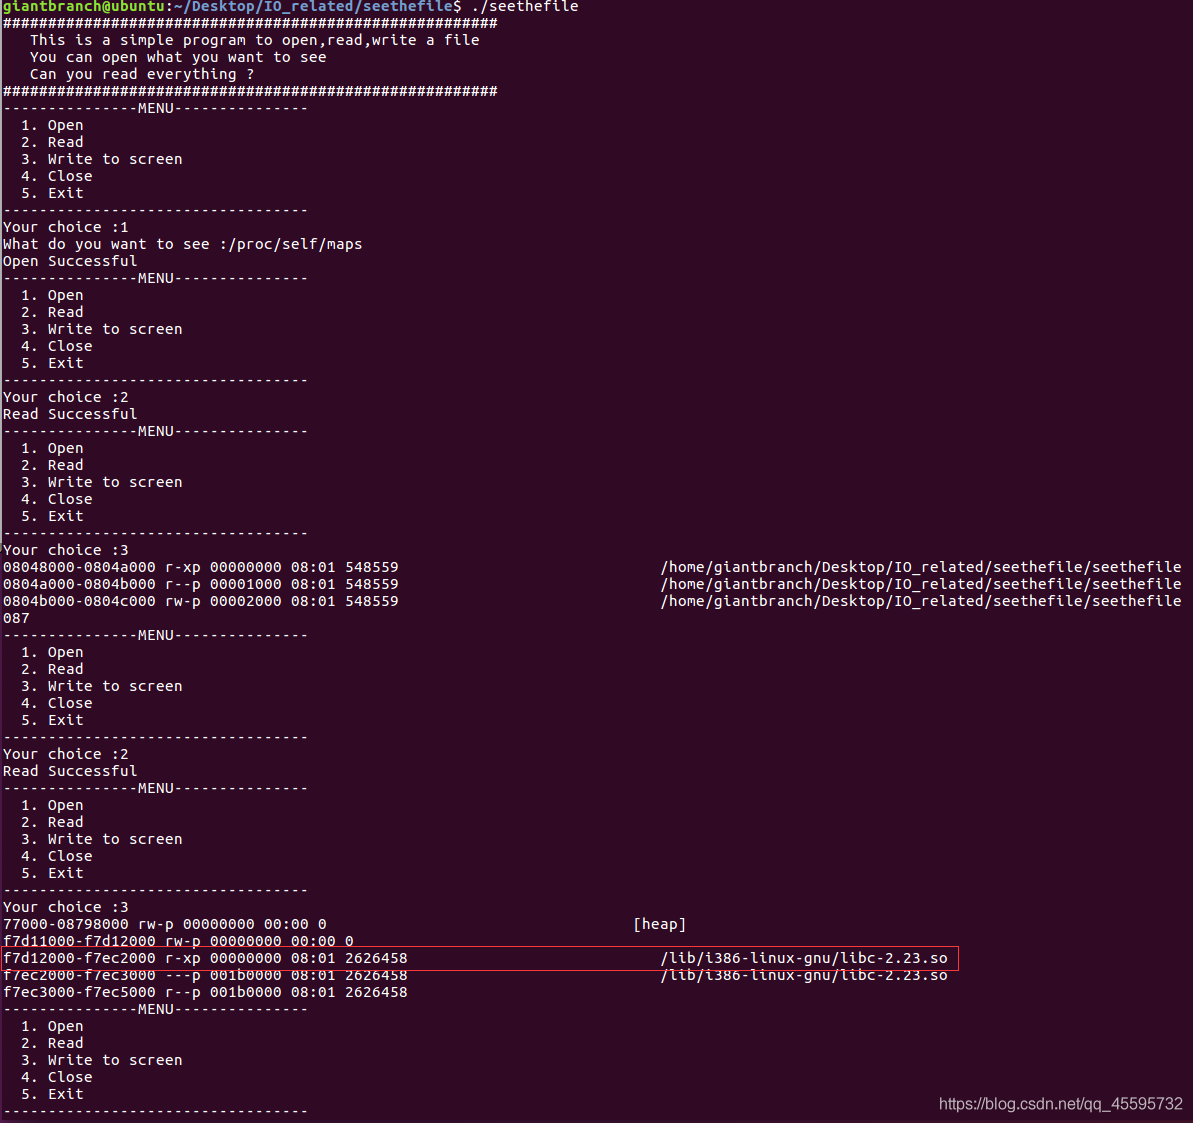 giantbranch@ubuntu:~/Desktop/IO_related/seethefile$ ./seethefile
#######################################################
   This is a simple program to open,read,write a file
   You can open what you want to see
   Can you read everything ?
#######################################################
---------------MENU---------------
  1. Open
  2. Read
  3. Write to screen
  4. Close
  5. Exit
----------------------------------
Your choice :1
What do you want to see :/proc/self/maps
Open Successful
---------------MENU---------------
  1. Open
  2. Read
  3. Write to screen
  4. Close
  5. Exit
----------------------------------
Your choice :2
Read Successful
---------------MENU---------------
  1. Open
  2. Read
  3. Write to screen
  4. Close
  5. Exit
----------------------------------
Your choice :3
08048000-0804a000 r-xp 00000000 08:01 548559                             /home/giantbranch/Desktop/IO_related/seethefile/seethefile
0804a000-0804b000 r--p 00001000 08:01 548559                             /home/giantbranch/Desktop/IO_related/seethefile/seethefile
0804b000-0804c000 rw-p 00002000 08:01 548559                             /home/giantbranch/Desktop/IO_related/seethefile/seethefile
087
---------------MENU---------------
  1. Open
  2. Read
  3. Write to screen
  4. Close
  5. Exit
----------------------------------
Your choice :2
Read Successful
---------------MENU---------------
  1. Open
  2. Read
  3. Write to screen
  4. Close
  5. Exit
----------------------------------
Your choice :3
77000-08798000 rw-p 00000000 00:00 0                                  [heap]
f7d11000-f7d12000 rw-p 00000000 00:00 0
f7d12000-f7ec2000 r-xp 00000000 08:01 2626458                            /lib/i386-linux-gnu/libc-2.23.so
f7ec2000-f7ec3000 ---p 001b0000 08:01 2626458                            /lib/i386-linux-gnu/libc-2.23.so
f7ec3000-f7ec5000 r--p 001b0000 08:01 2626458
---------------MENU---------------
  1. Open
  2. Read
  3. Write to screen
  4. Close
  5. Exit
----------------------------------
https://blog.csdn.net/qq_45595732